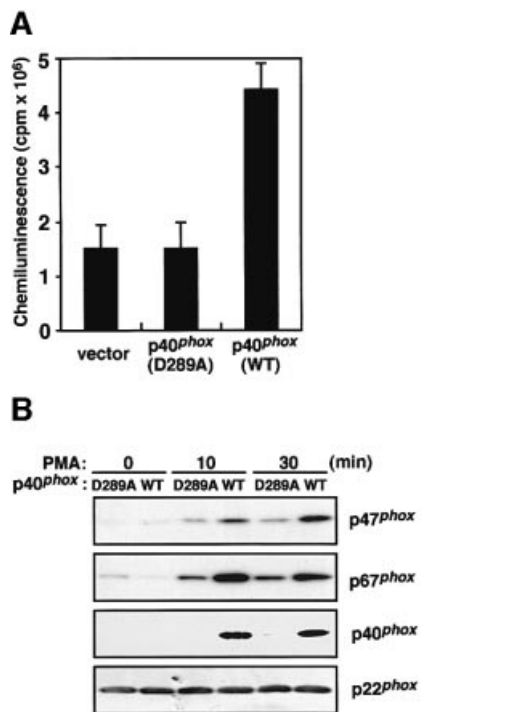 A
Chemiluminescence (cpm x 10⁶)
5
4
3
2
1
0
vector
p40phox
(D289A)
p40phox
(WT)
B
PMA: 0 10 30 (min)
p40phox : D289A WT D289A WT D289A WT
p47phox
p67phox
p40phox
p22phox